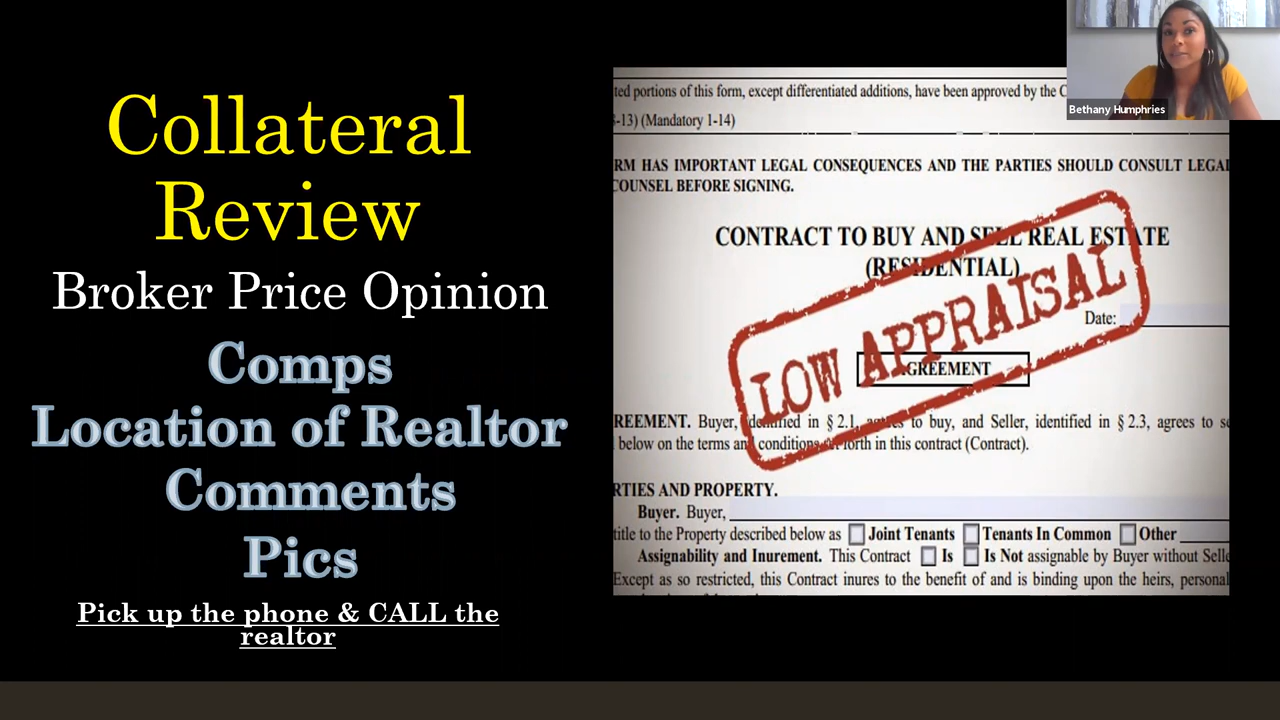 Collateral
Review
Broker Price Opinion
Comps
Location of Realtor
Comments
Pics
Pick up the phone & CALL the
realtor
Bethany Humphries
ted portions of this form, except differentiated additions, have been approved by the C
-13) (Mandatory 1-14)
RM HAS IMPORTANT LEGAL CONSEQUENCES AND THE PARTIES SHOULD CONSULT LEGAL
COUNSEL BEFORE SIGNING.
CONTRACT TO BUY AND SELL REAL ESTATE
(RESIDENTIAL)
LOW APPRAISAL
Date:
AGREEMENT
REEMENT. Buyer, identified in § 2.1, agrees to buy, and Seller, identified in § 2.3, agrees to se
below on the terms and conditions set forth in this contract (Contract).
RTIES AND PROPERTY.
Buyer. Buyer,
title to the Property described below as Joint Tenants Tenants In Common Other
Assignability and Inurement. This Contract Is Is Not assignable by Buyer without Selle
Except as so restricted, this Contract inures to the benefit of and is binding upon the heirs, personal